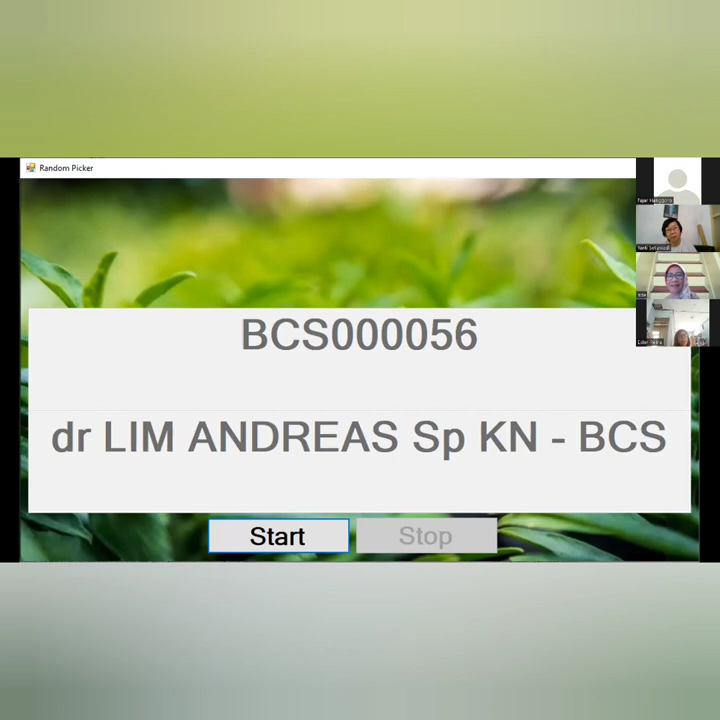 Random Picker
BCS000056
dr LIM ANDREAS Sp KN - BCS
Start
Stop